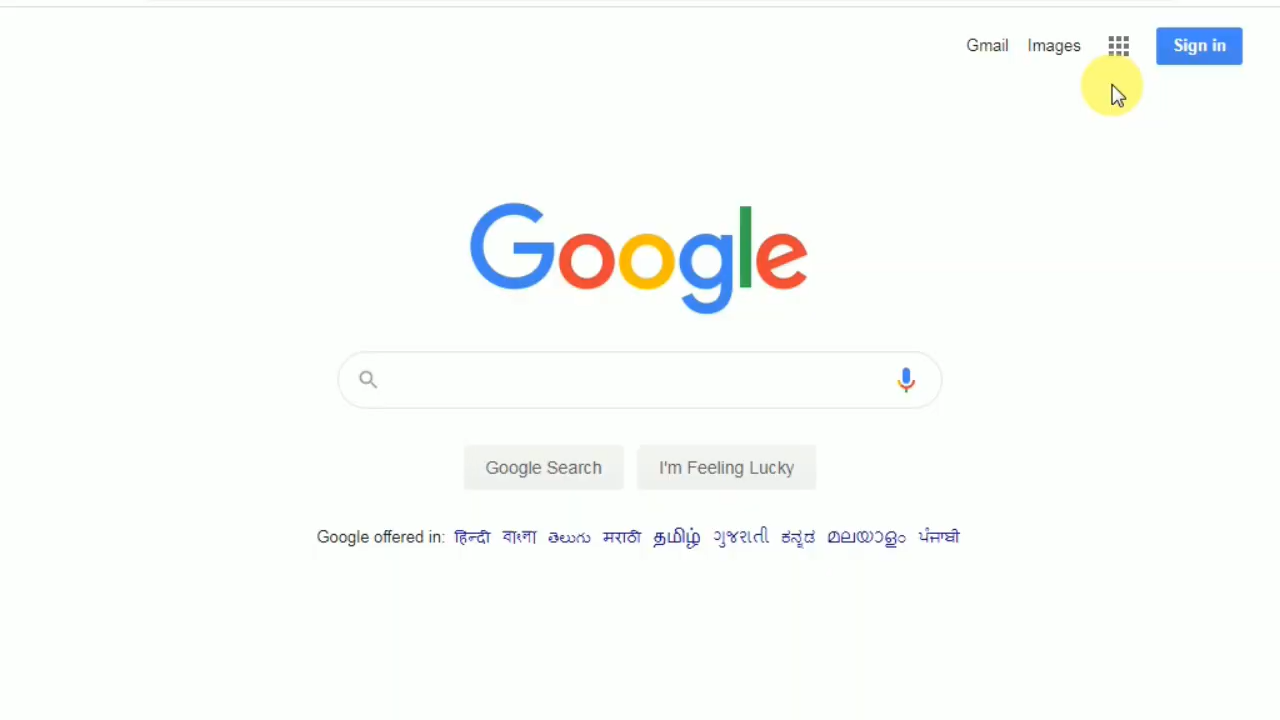 Gmail Images Sign in
Google
Google Search I'm Feeling Lucky
Google offered in: हिन्दी বাংলা తెలుగు मराठी தமிழ் ગુજરાતી ಕನ್ನಡ മലയാളം ਪੰਜਾਬੀ